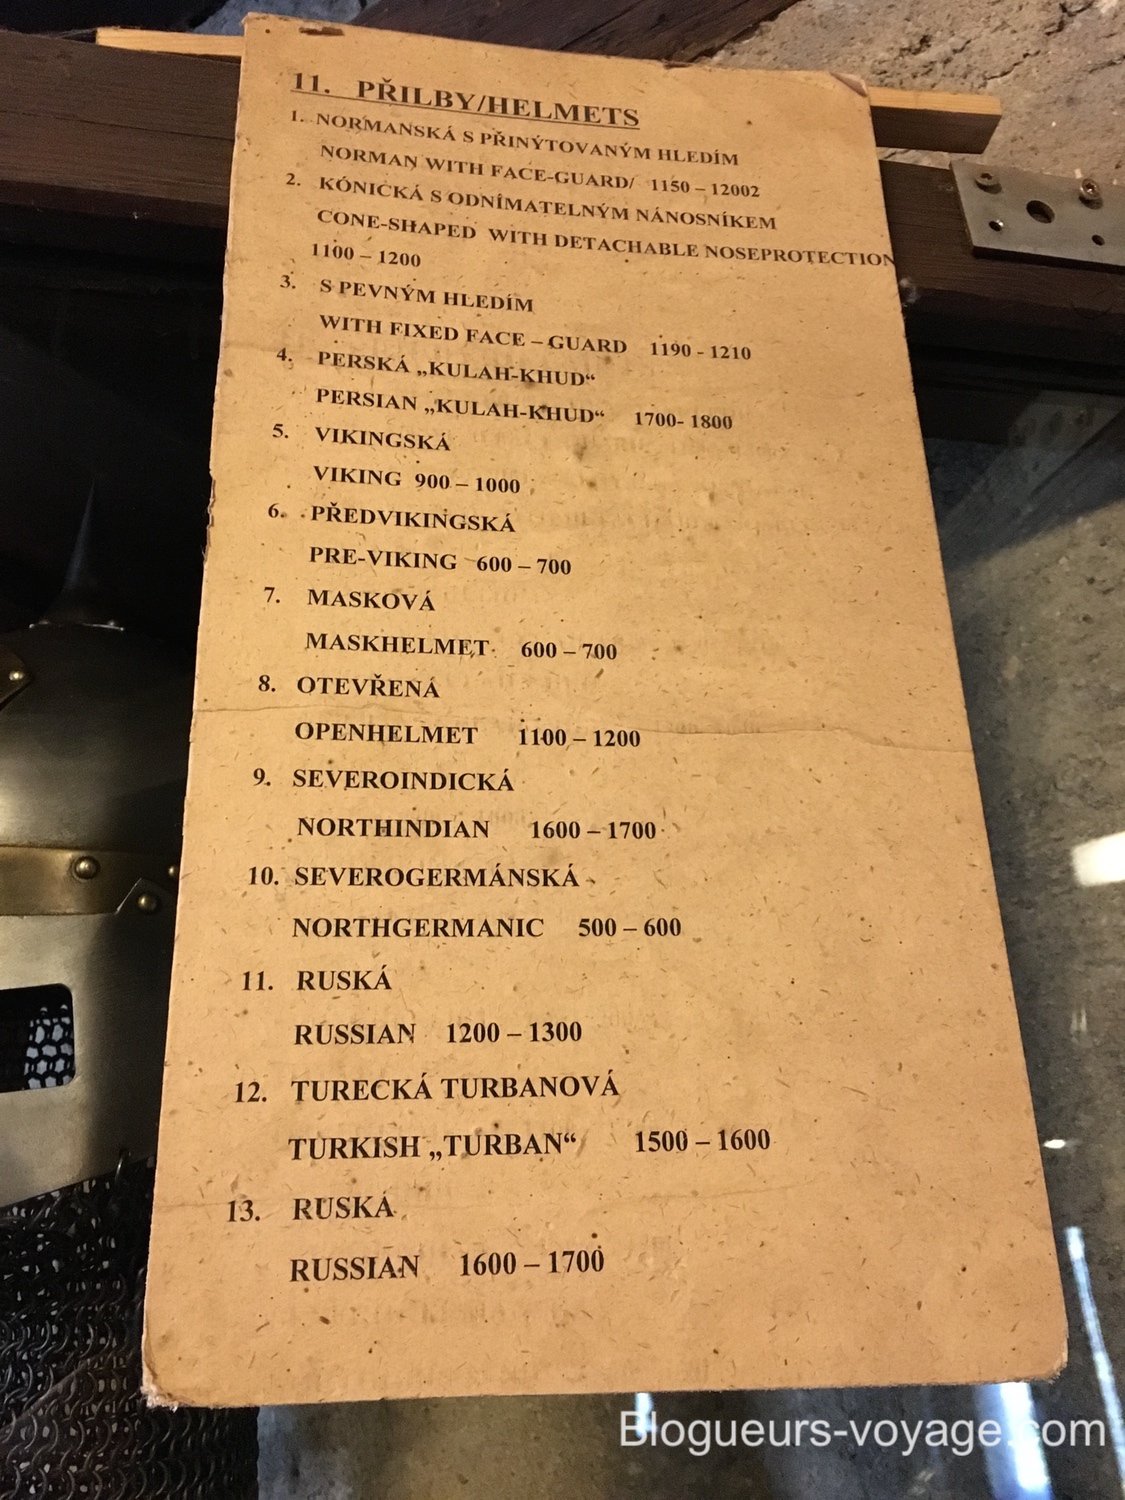 11. PŘILBY/HELMETS
1. NORMANSKÁ S PŘINÝTOVANÝM HLEDÍM
NORMAN WITH FACE-GUARD/ 1150 – 12002
2. KÓNICKÁ S ODNÍMATELNÝM NÁNOSNÍKEM
CONE-SHAPED WITH DETACHABLE NOSEPROTECTION
1100 – 1200
3. S PEVNÝM HLEDÍM
WITH FIXED FACE – GUARD 1190 - 1210
4. PERSKÁ „KULAH-KHUD“
PERSIAN „KULAH-KHUD“ 1700- 1800
5. VIKINGSKÁ
VIKING 900 – 1000
6. PŘEDVIKINGSKÁ
PRE-VIKING 600 – 700
7. MASKOVÁ
MASKHELMET 600 – 700
8. OTEVŘENÁ
OPENHELMET 1100 – 1200
9. SEVEROINDICKÁ
NORTHINDIAN 1600 – 1700
10. SEVEROGERMÁNSKÁ
NORTHGERMANIC 500 – 600
11. RUSKÁ
RUSSIAN 1200 – 1300
12. TURECKÁ TURBANOVÁ
TURKISH „TURBAN“ 1500 – 1600
13. RUSKÁ
RUSSIAN 1600 – 1700
Blogueurs-voyage.com